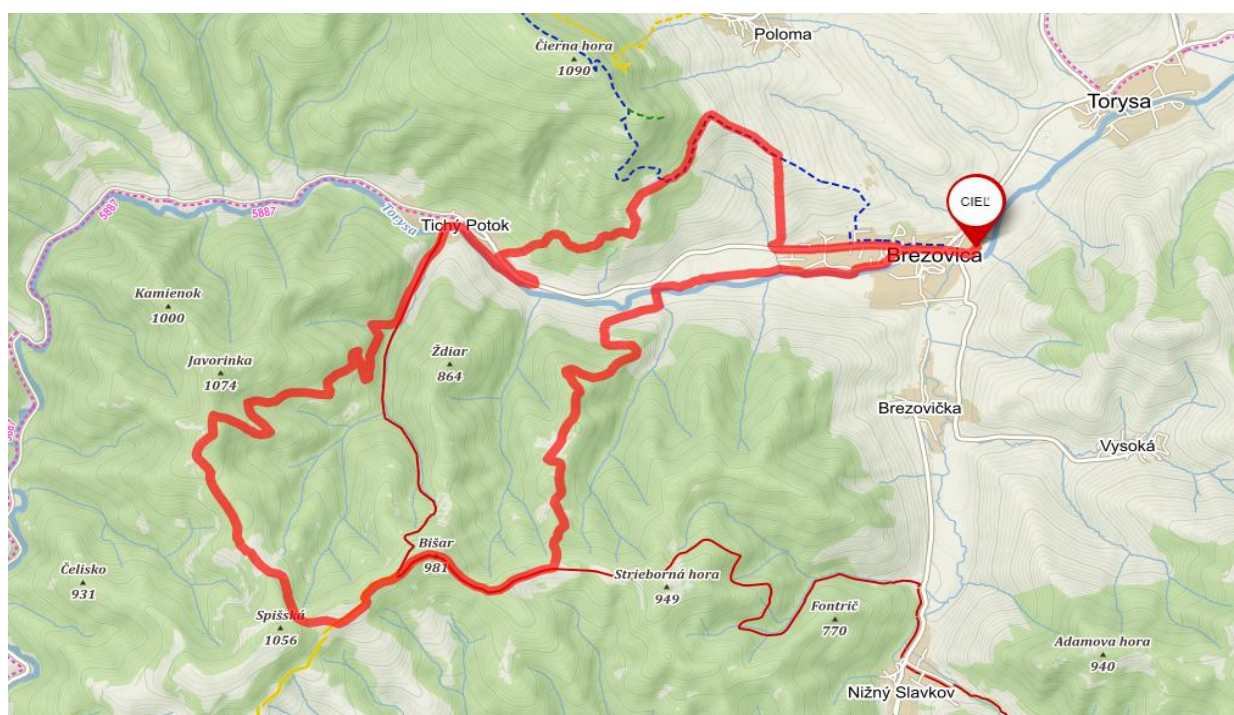 Poloma
Čierna hora
1090
Torysa
5887
5887
Torysa
Tichý Potok
CIEĽ
Brezovica
Kamienok
1000
Ždiar
864
Javorinka
1074
Brezovička
Vysoká
Bišar
981
Čelisko
931
Strieborná hora
949
Fontrič
770
Spišská
1056
Adamova hora
940
Nižný Slavkov